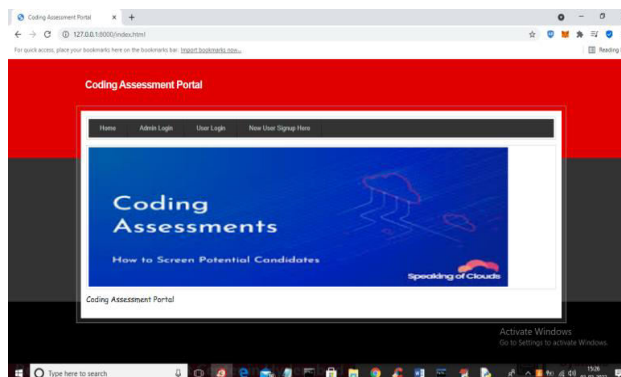 Coding Assessment Portal
127.0.0.1:8000/index.html
For quick access, place your bookmarks here on the bookmarks bar. Import bookmarks now...
Reading
Coding Assessment Portal
Home Admin Login User Login New User Signup Here
Coding
Assessments
How to Screen Potential Candidates
Speaking of Clouds
Coding Assessment Portal
Activate Windows
Go to Settings to activate Windows.
Type here to search
15:26